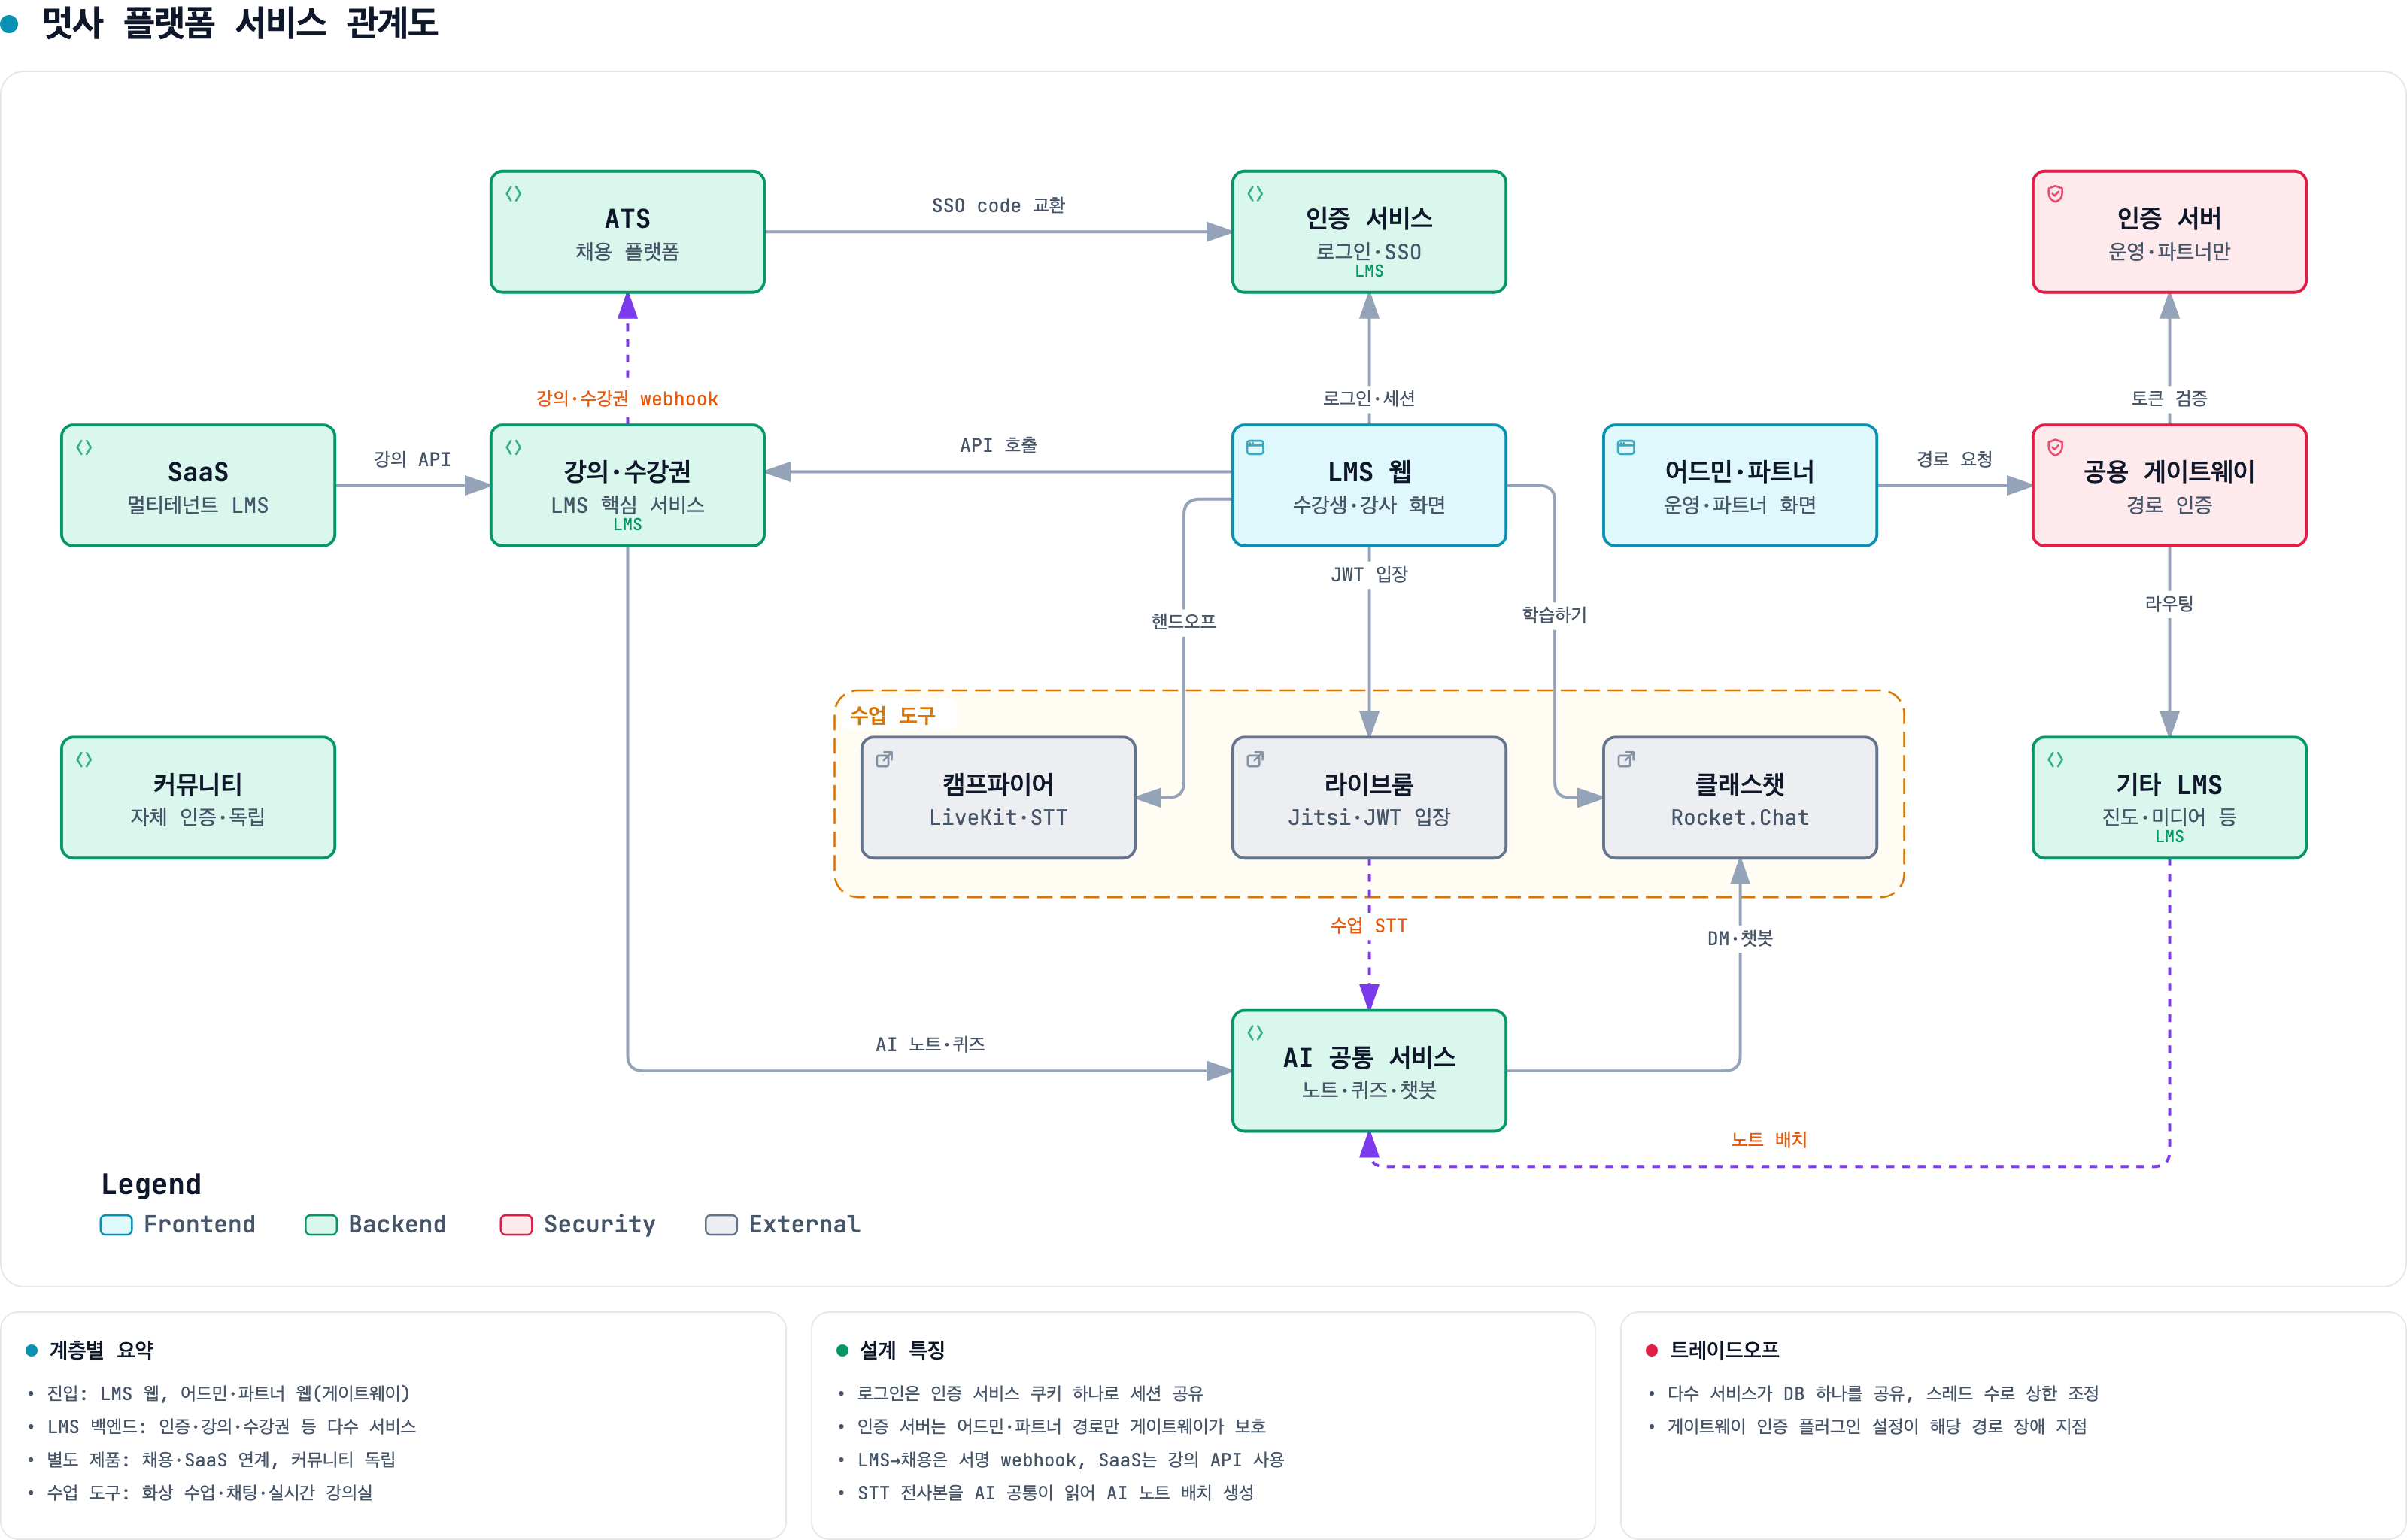 멋사 플랫폼 서비스 관계도
ATS
채용 플랫폼
SSO code 교환
인증 서비스
로그인·SSO
LMS
인증 서버
운영·파트너만
강의·수강권 webhook
로그인·세션
토큰 검증
SaaS
멀티테넌트 LMS
강의 API
강의·수강권
LMS 핵심 서비스
LMS
API 호출
LMS 웹
수강생·강사 화면
어드민·파트너
운영·파트너 화면
경로 요청
공용 게이트웨이
경로 인증
핸드오프
JWT 입장
학습하기
라우팅
수업 도구
커뮤니티
자체 인증·독립
캠프파이어
LiveKit·STT
라이브룸
Jitsi·JWT 입장
클래스챗
Rocket.Chat
기타 LMS
진도·미디어 등
LMS
수업 STT
DM·챗봇
AI 노트·퀴즈
AI 공통 서비스
노트·퀴즈·챗봇
노트 배치
Legend
Frontend
Backend
Security
External
계층별 요약
• 진입: LMS 웹, 어드민·파트너 웹(게이트웨이)
• LMS 백엔드: 인증·강의·수강권 등 다수 서비스
• 별도 제품: 채용·SaaS 연계, 커뮤니티 독립
• 수업 도구: 화상 수업·채팅·실시간 강의실
설계 특징
• 로그인은 인증 서비스 쿠키 하나로 세션 공유
• 인증 서버는 어드민·파트너 경로만 게이트웨이가 보호
• LMS→채용은 서명 webhook, SaaS는 강의 API 사용
• STT 전사본을 AI 공통이 읽어 AI 노트 배치 생성
트레이드오프
• 다수 서비스가 DB 하나를 공유, 스레드 수로 상한 조정
• 게이트웨이 인증 플러그인 설정이 해당 경로 장애 지점